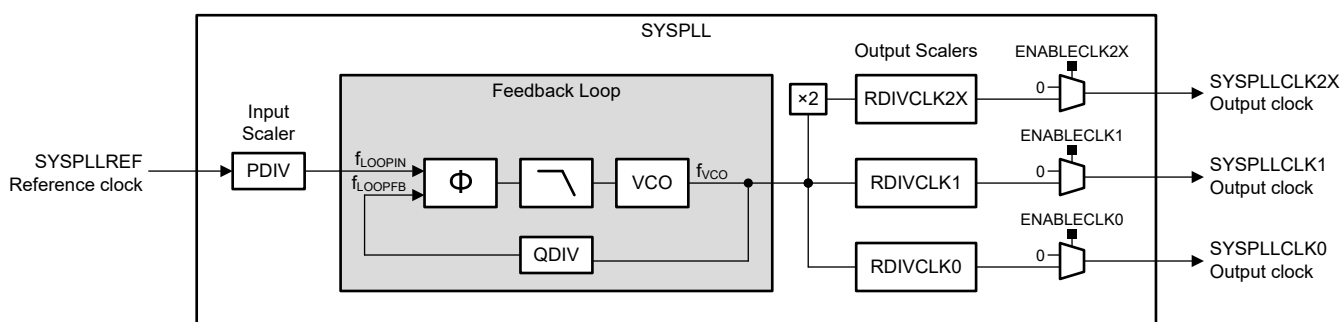 SYSPLL
Output Scalers
ENABLECLK2X
Feedback Loop
×2
RDIVCLK2X
0
SYSPLLCLK2X
Output clock
Input
Scaler
SYSPLLREF
Reference clock
PDIV
fLOOPIN
fLOOPFB
Φ
VCO
fVCO
QDIV
ENABLECLK1
RDIVCLK1
0
SYSPLLCLK1
Output clock
ENABLECLK0
RDIVCLK0
0
SYSPLLCLK0
Output clock